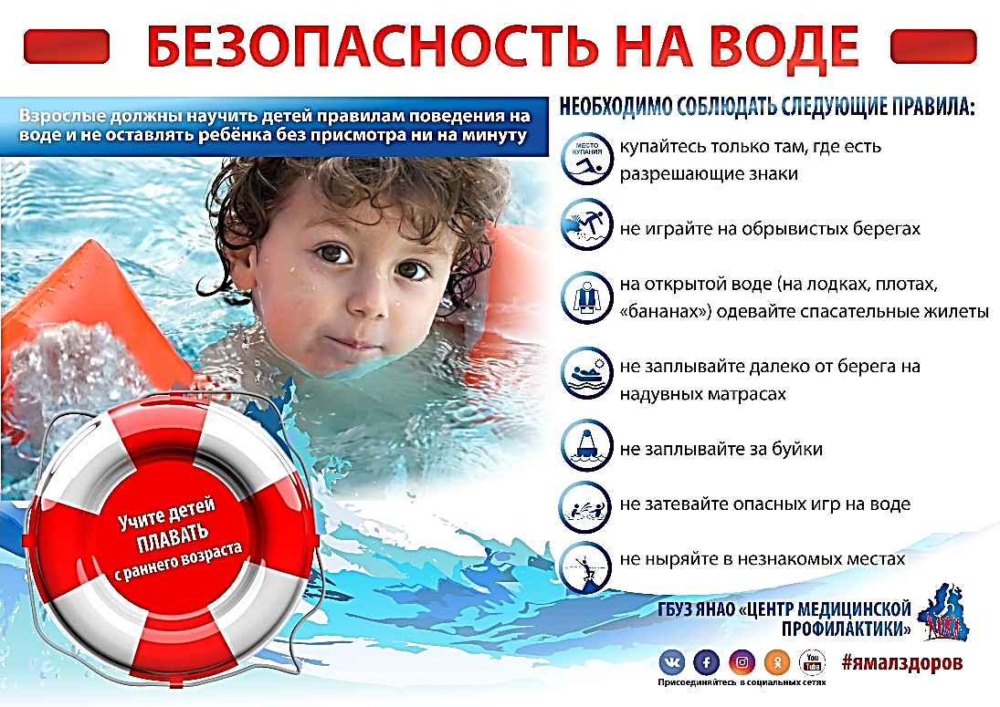 БЕЗОПАСНОСТЬ НА ВОДЕ
Взрослые должны научить детей правилам поведения на
воде и не оставлять ребёнка без присмотра ни на минуту
НЕОБХОДИМО СОБЛЮДАТЬ СЛЕДУЮЩИЕ ПРАВИЛА:
МЕСТО
КУПАНИЯ
купайтесь только там, где есть
разрешающие знаки
не играйте на обрывистых берегах
на открытой воде (на лодках, плотах,
«бананах») одевайте спасательные жилеты
не заплывайте далеко от берега на
надувных матрасах
не заплывайте за буйки
не затевайте опасных игр на воде
не ныряйте в незнакомых местах
Учите детей
ПЛАВАТЬ
с раннего возраста
ГБУЗ ЯНАО «ЦЕНТР МЕДИЦИНСКОЙ
ПРОФИЛАКТИКИ»
You
Tube
#ямалздоров
Присоединяйтесь в социальных сетях